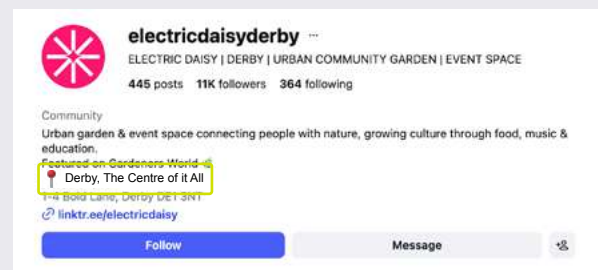 electricdaisyderby ...
ELECTRIC DAISY | DERBY | URBAN COMMUNITY GARDEN | EVENT SPACE
445 posts 11K followers 364 following
Community
Urban garden & event space connecting people with nature, growing culture through food, music &
education.
Featured on Gardeners World
Derby, The Centre of it All
1-4 Bold Lane, Derby DE1 3NT
linktr.ee/electricdaisy
Follow Message